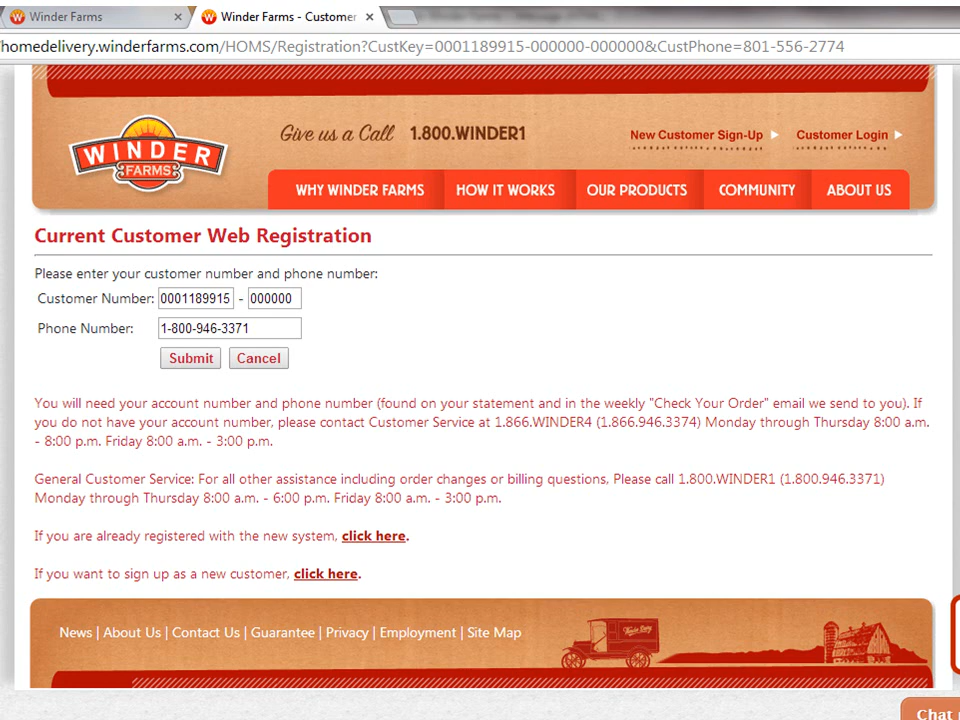 Winder Farms
Winder Farms - Customer
homedelivery.winderfarms.com/HOMS/Registration?CustKey=0001189915-000000-000000&CustPhone=801-556-2774
WINDER
FARMS
Give us a Call 1.800.WINDER1
New Customer Sign-Up
Customer Login
WHY WINDER FARMS
HOW IT WORKS
OUR PRODUCTS
COMMUNITY
ABOUT US
Current Customer Web Registration
Please enter your customer number and phone number:
Customer Number: 0001189915 - 000000
Phone Number: 1-800-946-3371
Submit Cancel
You will need your account number and phone number (found on your statement and in the weekly "Check Your Order" email we send to you). If
you do not have your account number, please contact Customer Service at 1.866.WINDER4 (1.866.946.3374) Monday through Thursday 8:00 a.m.
- 8:00 p.m. Friday 8:00 a.m. - 3:00 p.m.
General Customer Service: For all other assistance including order changes or billing questions, Please call 1.800.WINDER1 (1.800.946.3371)
Monday through Thursday 8:00 a.m. - 6:00 p.m. Friday 8:00 a.m. - 3:00 p.m.
If you are already registered with the new system, click here.
If you want to sign up as a new customer, click here.
News | About Us | Contact Us | Guarantee | Privacy | Employment | Site Map
Chat